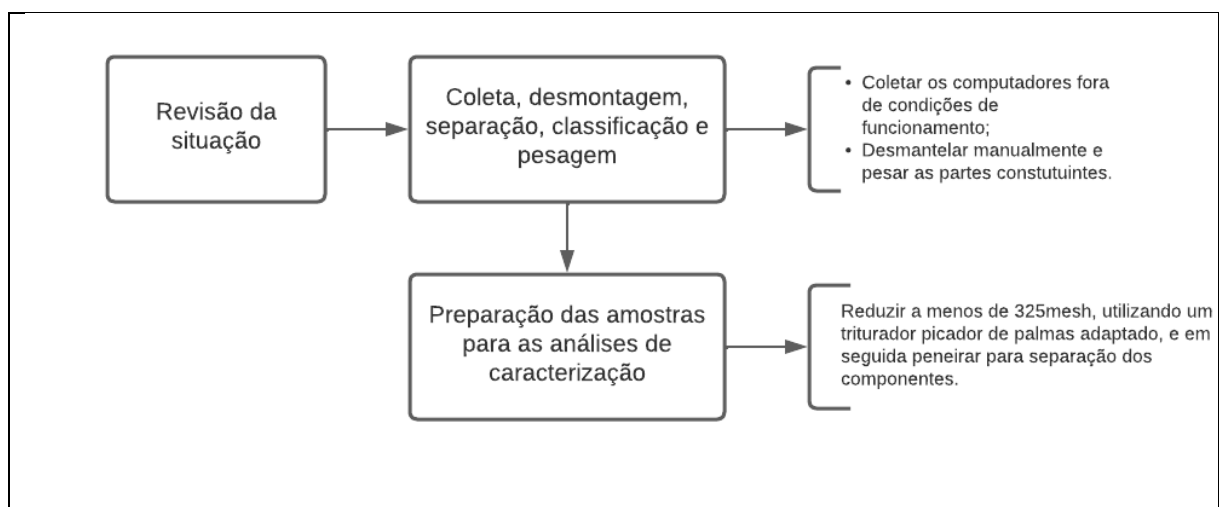 Revisão da
situação
Coleta, desmontagem,
separação, classificação e
pesagem
• Coletar os computadores fora
de condições de
funcionamento;
• Desmantelar manualmente e
pesar as partes constutuintes.
Preparação das amostras
para as análises de
caracterização
Reduzir a menos de 325mesh, utilizando um
triturador picador de palmas adaptado, e em
seguida peneirar para separação dos
componentes.